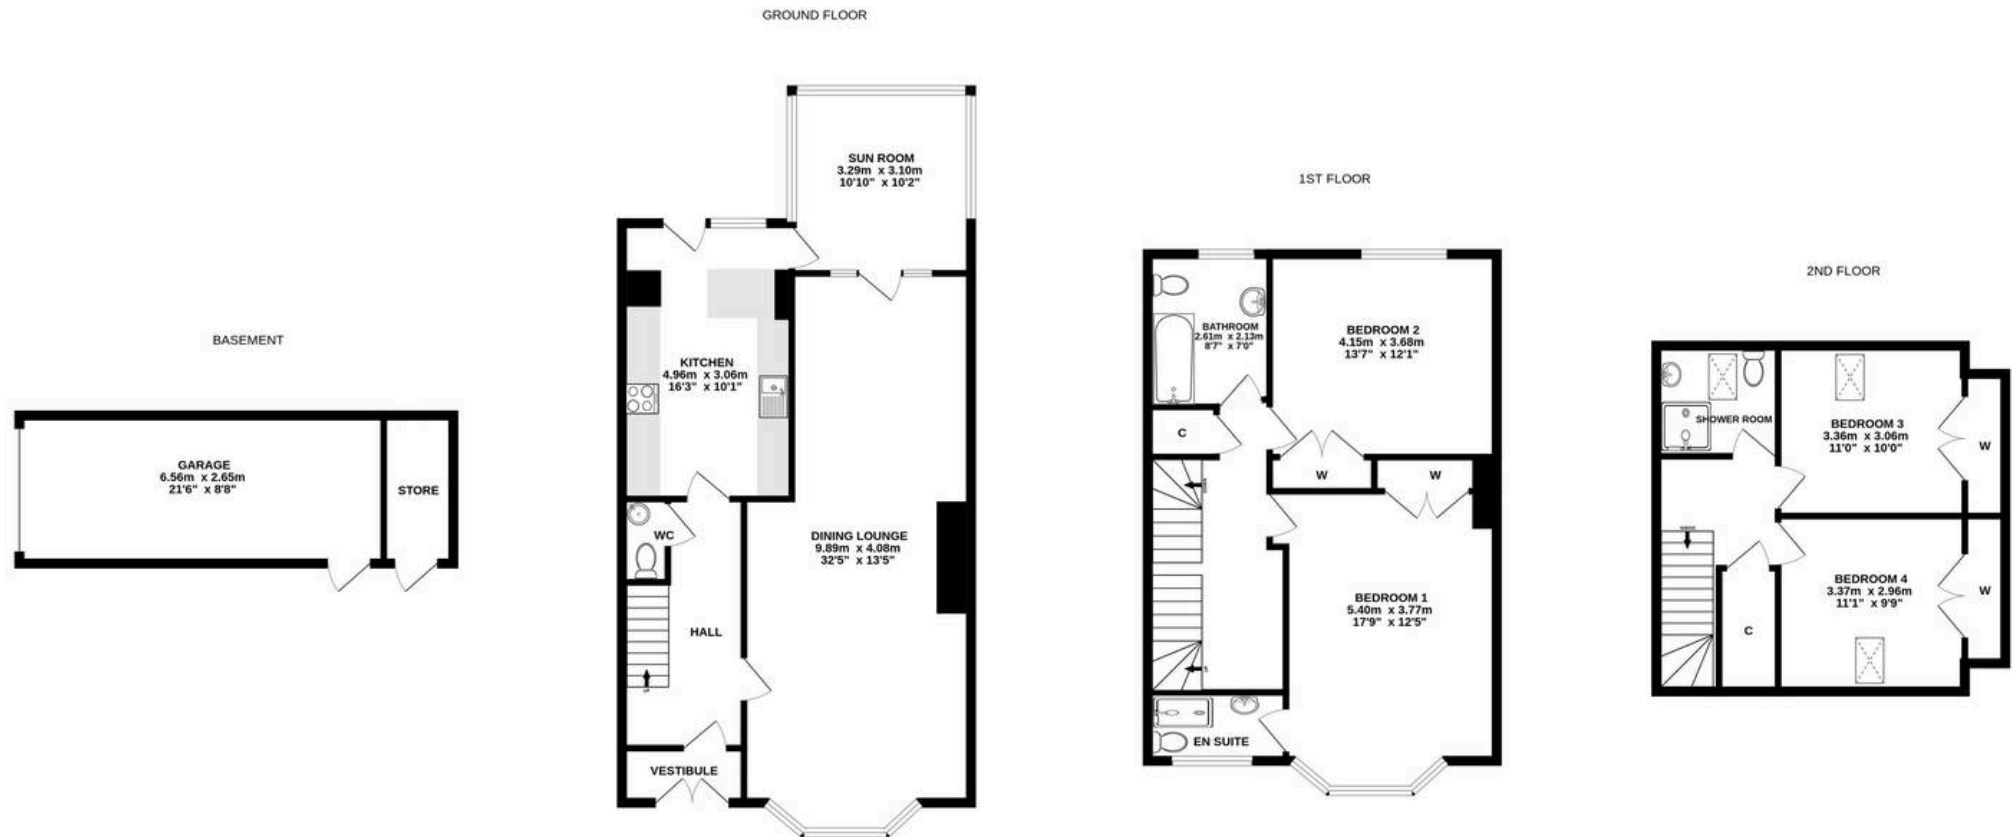 GROUND FLOOR
SUN ROOM
3.29m x 3.10m
10'10" x 10'2"
KITCHEN
4.96m x 3.06m
16'3" x 10'1"
WC
DINING LOUNGE
9.89m x 4.08m
32'5" x 13'5"
HALL
UP
VESTIBULE
BASEMENT
GARAGE
6.56m x 2.65m
21'6" x 8'8"
STORE
1ST FLOOR
BATHROOM
2.61m x 2.13m
8'7" x 7'0"
BEDROOM 2
4.15m x 3.68m
13'7" x 12'1"
C
W
W
BEDROOM 1
5.40m x 3.77m
17'9" x 12'5"
EN SUITE
2ND FLOOR
SHOWER ROOM
BEDROOM 3
3.36m x 3.06m
11'0" x 10'0"
W
BEDROOM 4
3.37m x 2.96m
11'1" x 9'9"
W
C